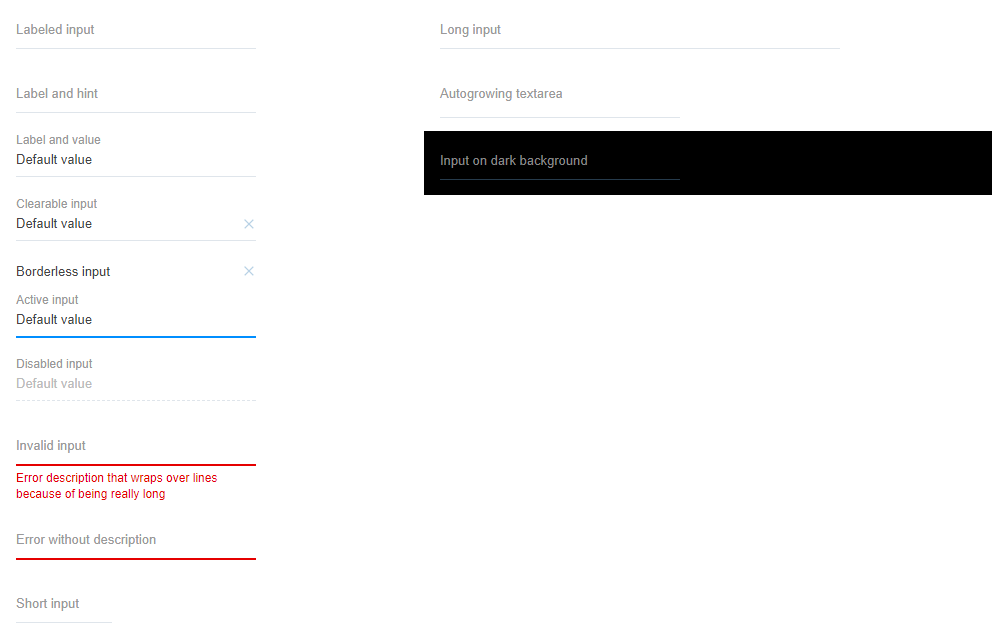 Labeled input
Label and hint
Label and value
Default value
Clearable input
Default value
Borderless input
Active input
Default value
Disabled input
Default value
Invalid input
Error description that wraps over lines
because of being really long
Error without description
Short input
Long input
Autogrowing textarea
Input on dark background